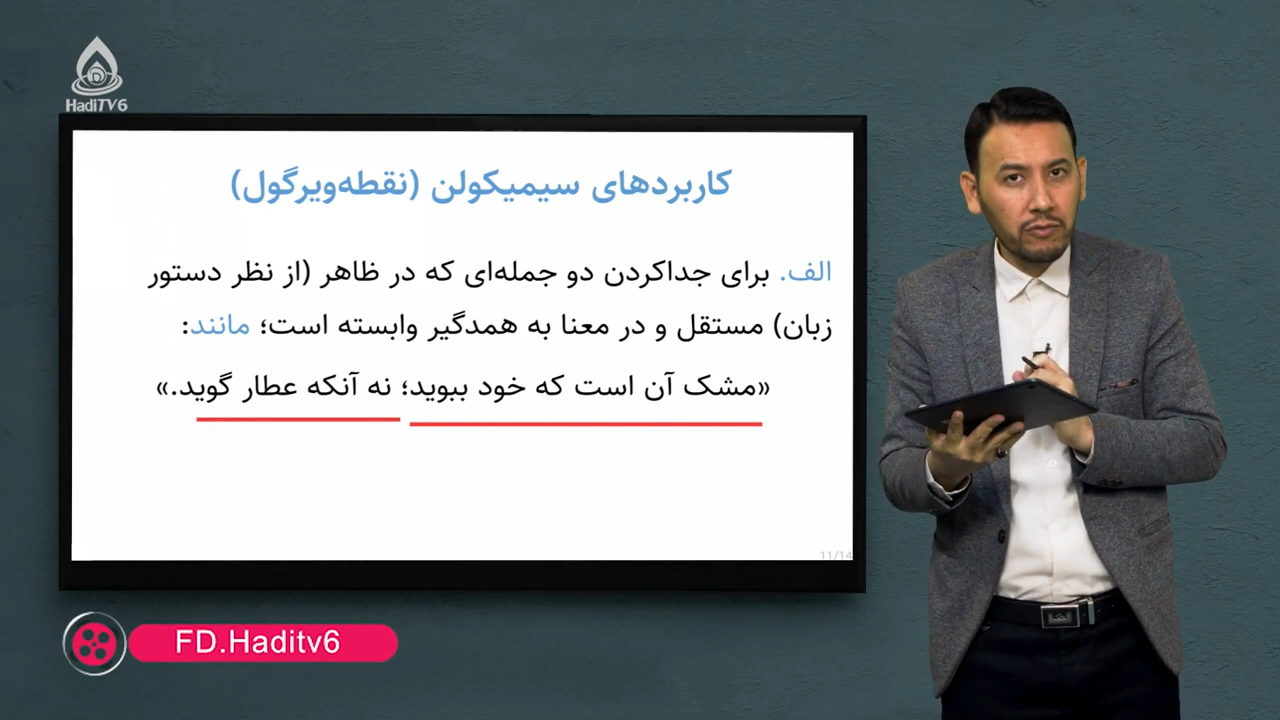 HadiTV6
کاربردهای سیمیکولن (نقطه‌ویرگول)
الف. برای جداکردن دو جمله‌ای که در ظاهر (از نظر دستور
زبان) مستقل و در معنا به همدگیر وابسته است؛ مانند:
«مشک آن است که خود ببوید؛ نه آنکه عطار گوید.»
11/14
FD.Haditv6